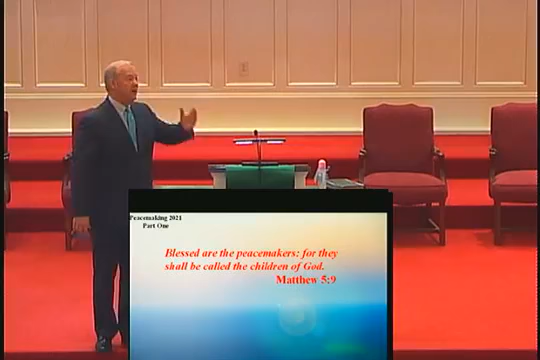 Peacemaking 2021
Part One
Blessed are the peacemakers: for they
shall be called the children of God.
Matthew 5:9